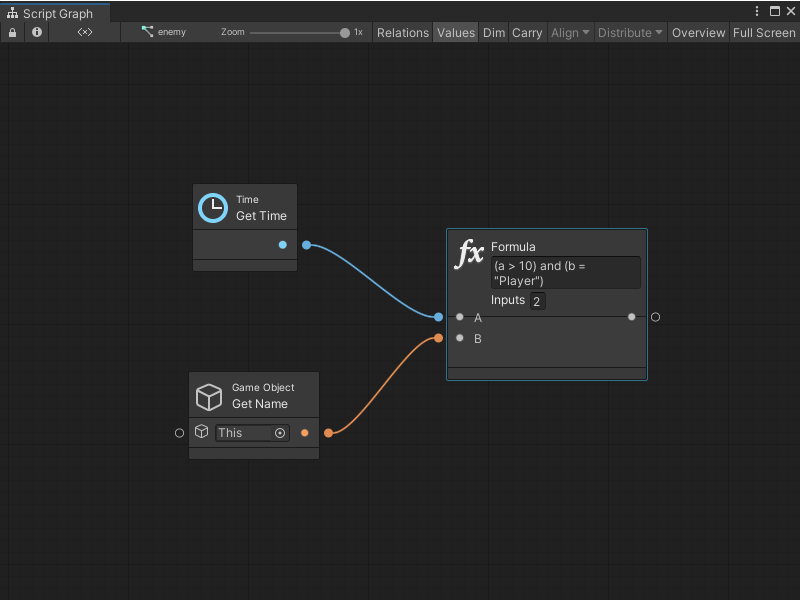 Script Graph
enemy
Zoom
1x
Relations
Values
Dim
Carry
Align
Distribute
Overview
Full Screen
Time
Get Time
Formula
(a > 10) and (b =
"Player")
Inputs 2
A
B
Game Object
Get Name
This